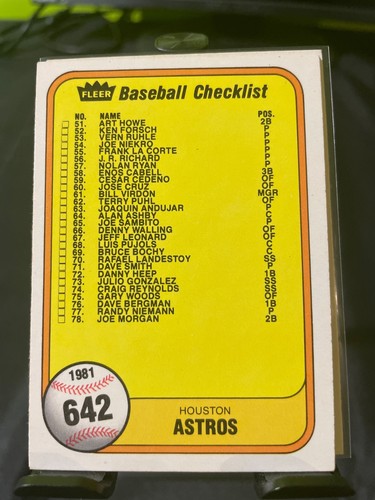 FLEER Baseball Checklist
NO. NAME POS.
51. ART HOWE 2B
52. KEN FORSCH P
53. VERN RUHLE P
54. JOE NIEKRO P
55. FRANK LA CORTE P
56. J. R. RICHARD P
57. NOLAN RYAN P
58. ENOS CABELL 3B
59. CESAR CEDENO OF
60. JOSE CRUZ OF
61. BILL VIRDON MGR
62. TERRY PUHL OF
63. JOAQUIN ANDUJAR P
64. ALAN ASHBY C
65. JOE SAMBITO P
66. DENNY WALLING OF
67. JEFF LEONARD OF
68. LUIS PUJOLS C
69. BRUCE BOCHY C
70. RAFAEL LANDESTOY SS
71. DAVE SMITH P
72. DANNY HEEP 1B
73. JULIO GONZALEZ SS
74. CRAIG REYNOLDS SS
75. GARY WOODS OF
76. DAVE BERGMAN 1B
77. RANDY NIEMANN P
78. JOE MORGAN 2B
1981
642
HOUSTON
ASTROS